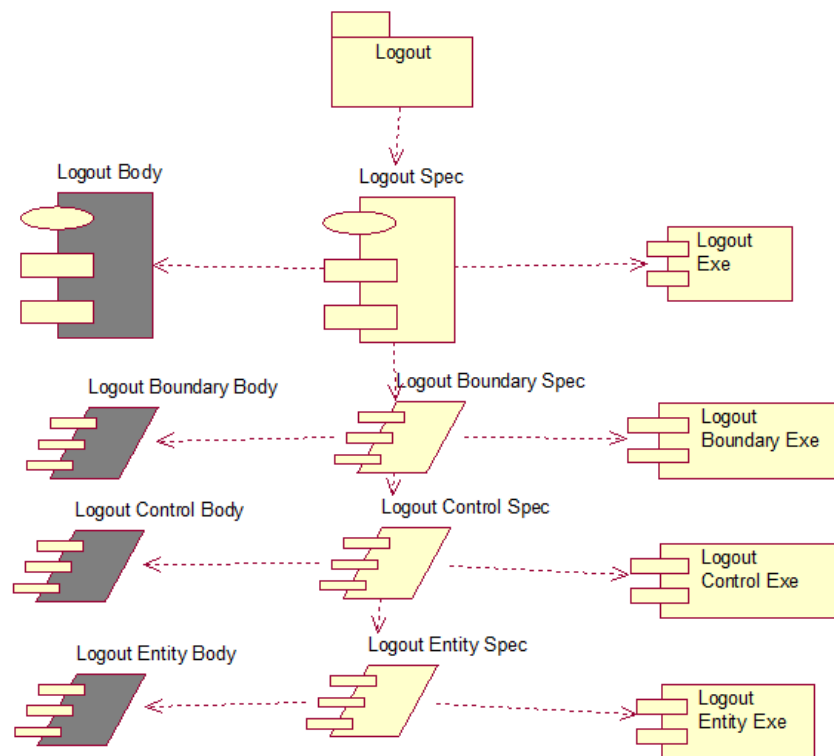 Logout
Logout Body
Logout Spec
Logout
Exe
Logout Boundary Body
Logout Boundary Spec
Logout
Boundary Exe
Logout Control Body
Logout Control Spec
Logout
Control Exe
Logout Entity Body
Logout Entity Spec
Logout
Entity Exe